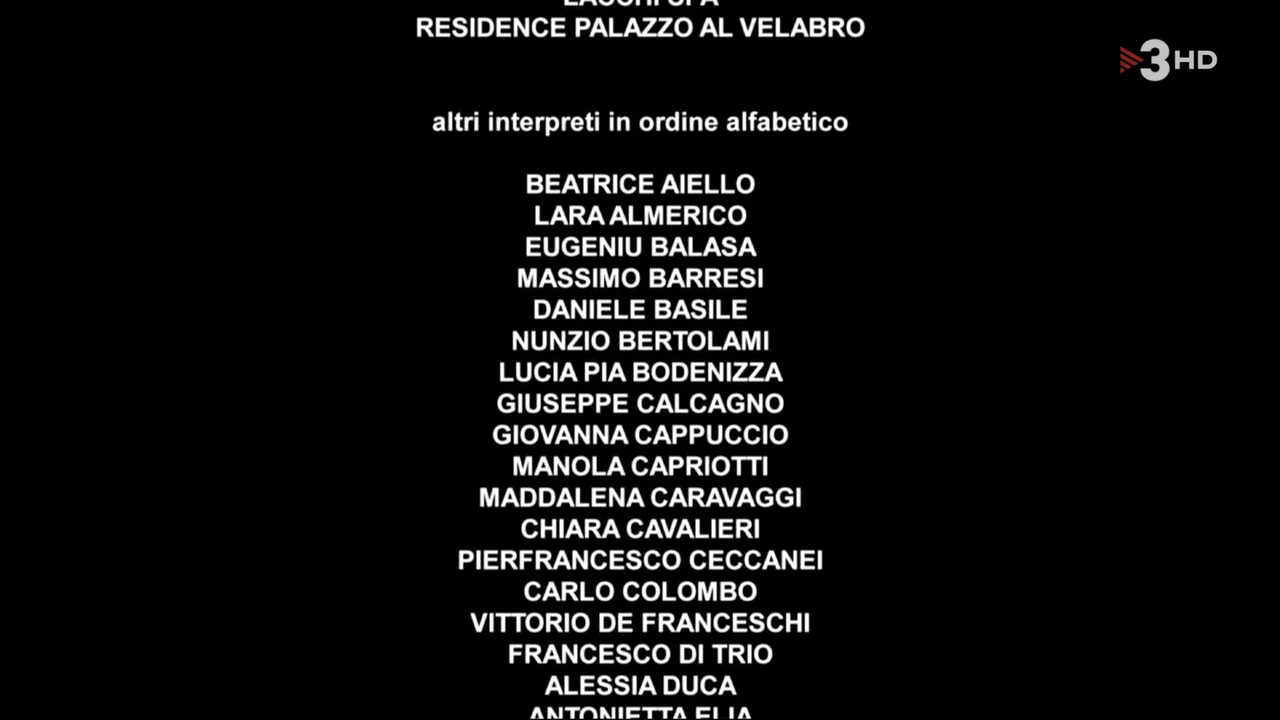 RESIDENCE PALAZZO AL VELABRO
3HD
altri interpreti in ordine alfabetico
BEATRICE AIELLO
LARA ALMERICO
EUGENIU BALASA
MASSIMO BARRESI
DANIELE BASILE
NUNZIO BERTOLAMI
LUCIA PIA BODENIZZA
GIUSEPPE CALCAGNO
GIOVANNA CAPPUCCIO
MANOLA CAPRIOTTI
MADDALENA CARAVAGGI
CHIARA CAVALIERI
PIERFRANCESCO CECCANEI
CARLO COLOMBO
VITTORIO DE FRANCESCHI
FRANCESCO DI TRIO
ALESSIA DUCA
ANTONIETTA ELIA